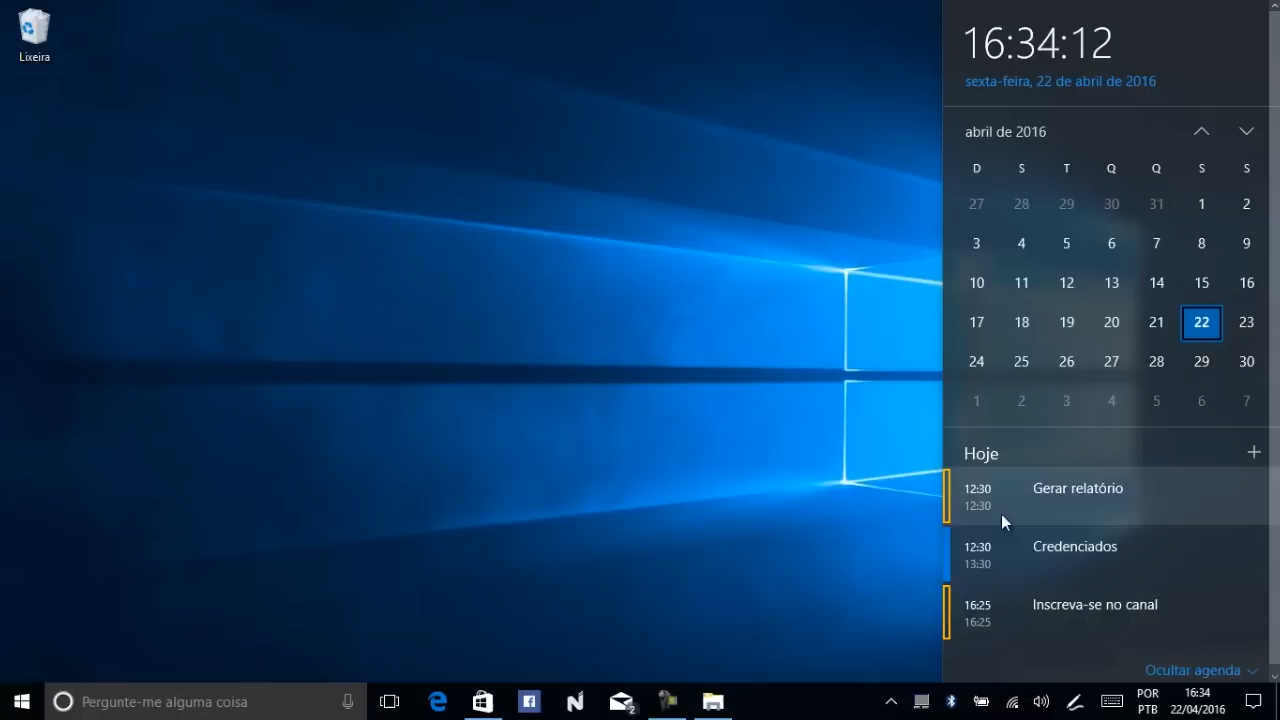 Lixeira
16:34:12
sexta-feira, 22 de abril de 2016
abril de 2016
D S T Q Q S S
27 28 29 30 31 1 2
3 4 5 6 7 8 9
10 11 12 13 14 15 16
17 18 19 20 21 22 23
24 25 26 27 28 29 30
1 2 3 4 5 6 7
Hoje
12:30 Gerar relatório
12:30
12:30 Credenciados
13:30
16:25 Inscreva-se no canal
16:25
Ocultar agenda
Pergunte-me alguma coisa
2
POR
PTB
16:34
22/04/2016